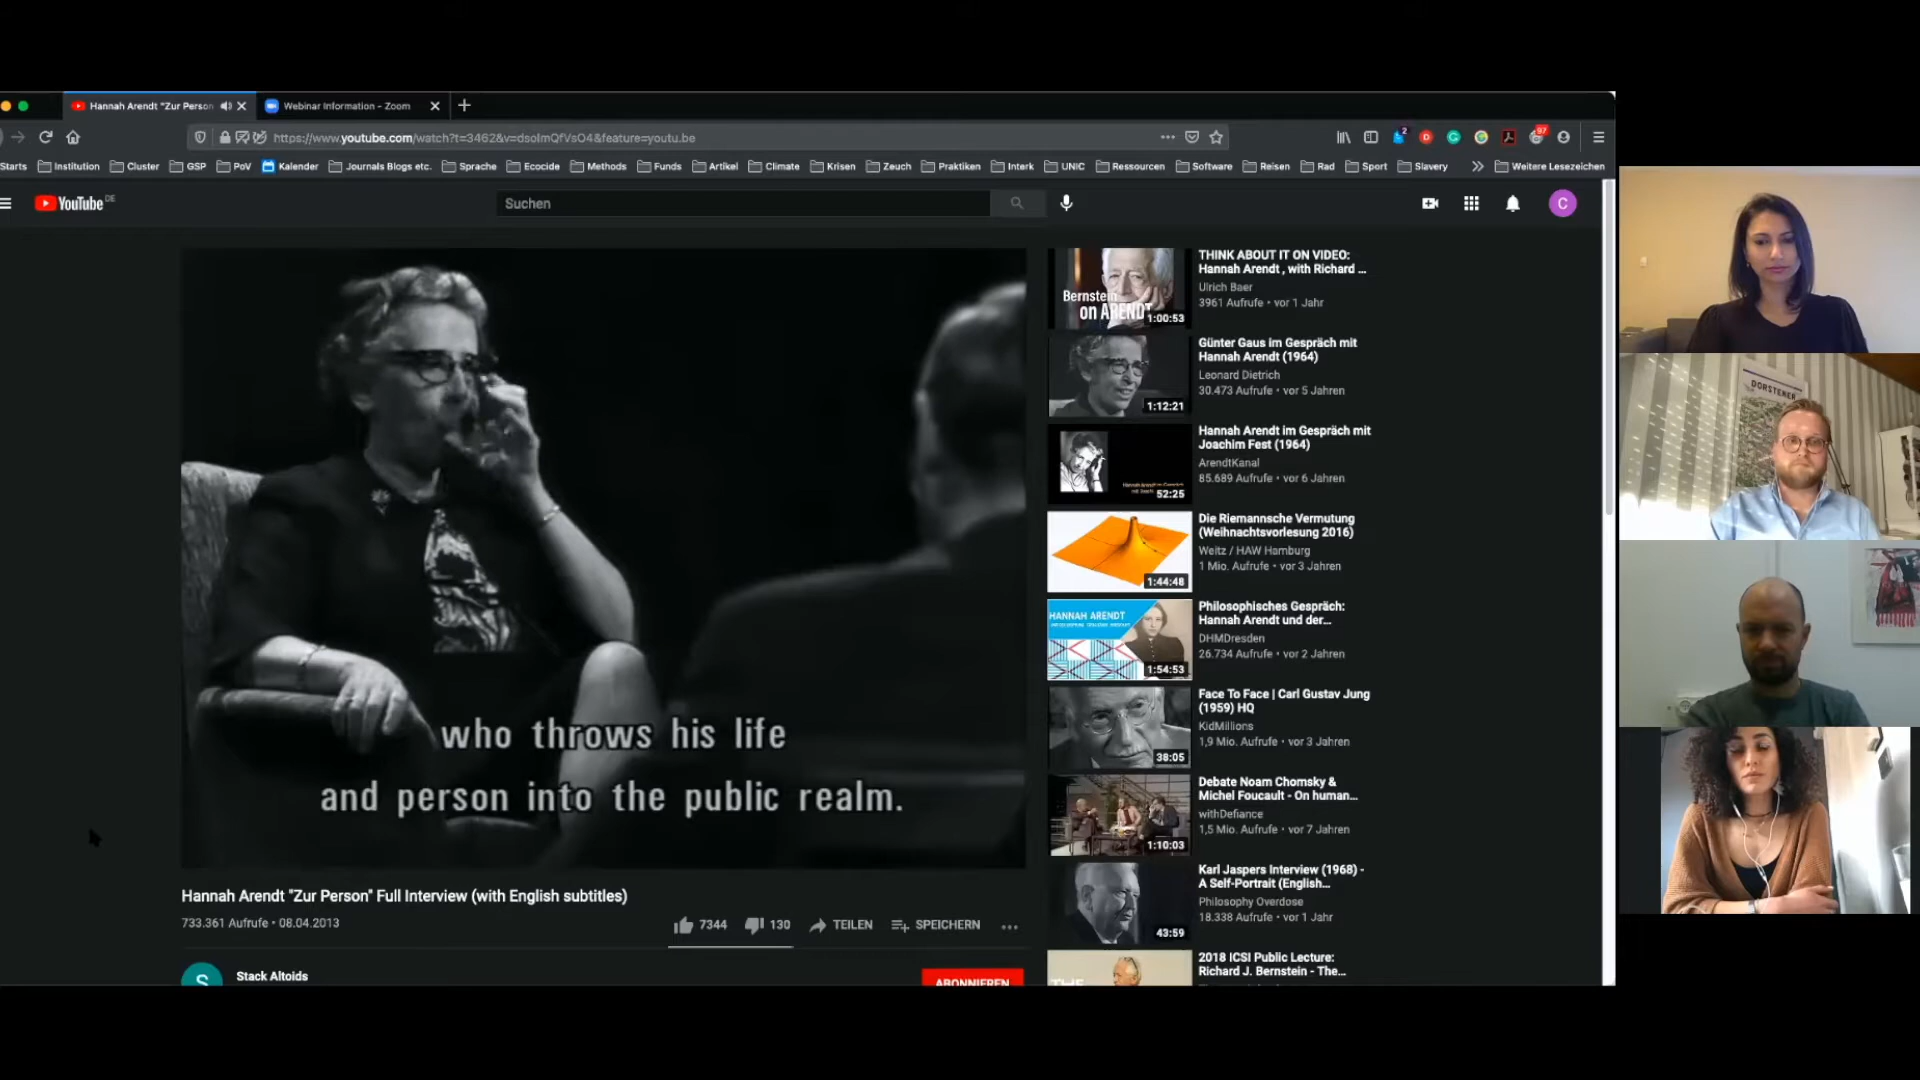 Hannah Arendt "Zur Person
Webinar Information - Zoom
https://www.youtube.com/watch?t=3462&v=dsoImQfVsO4&feature=youtu.be
2
97
Starts
Institution
Cluster
GSP
PoV
Kalender
Journals Blogs etc.
Sprache
Ecocide
Methods
Funds
Artikel
Climate
Krisen
Zeuch
Praktiken
Interk
UNIC
Ressourcen
Software
Reisen
Rad
Sport
Slavery
Weitere Lesezeichen
YouTube DE
Suchen
C
who throws his life
and person into the public realm.
Hannah Arendt "Zur Person" Full Interview (with English subtitles)
733.361 Aufrufe • 08.04.2013
7344
130
TEILEN
SPEICHERN
S
Stack Altoids
ABONNIEREN
Bernstein
on ARENDT
1:00:53
THINK ABOUT IT ON VIDEO:
Hannah Arendt , with Richard ...
Ulrich Baer
3961 Aufrufe • vor 1 Jahr
1:12:21
Günter Gaus im Gespräch mit
Hannah Arendt (1964)
Leonard Dietrich
30.473 Aufrufe • vor 5 Jahren
52:25
Hannah Arendt im Gespräch mit
Joachim Fest (1964)
ArendtKanal
85.689 Aufrufe • vor 6 Jahren
1:44:48
Die Riemannsche Vermutung
(Weihnachtsvorlesung 2016)
Weitz / HAW Hamburg
1 Mio. Aufrufe • vor 3 Jahren
HANNAH ARENDT
1:54:53
Philosophisches Gespräch:
Hannah Arendt und der...
DHMDresden
26.734 Aufrufe • vor 2 Jahren
38:05
Face To Face | Carl Gustav Jung
(1959) HQ
KidMillions
1,9 Mio. Aufrufe • vor 3 Jahren
1:10:03
Debate Noam Chomsky &
Michel Foucault - On human...
withDefiance
1,5 Mio. Aufrufe • vor 7 Jahren
43:59
Karl Jaspers Interview (1968) -
A Self-Portrait (English...
Philosophy Overdose
18.338 Aufrufe • vor 1 Jahr
THE
2018 ICSI Public Lecture:
Richard J. Bernstein - The...
DORSTENER